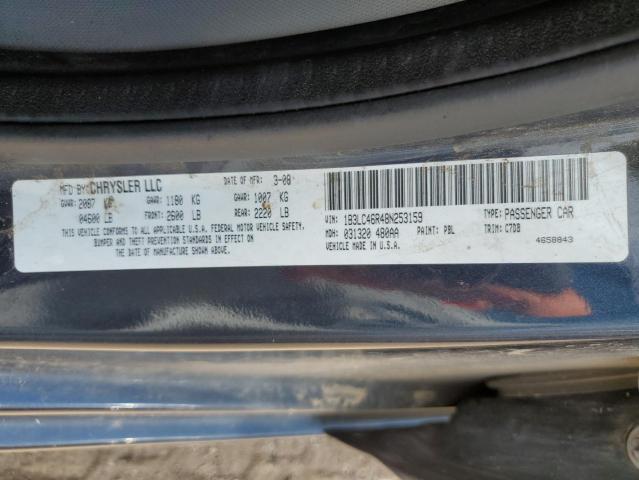 MFD BY: CHRYSLER LLC DATE OF MFR: 3-08
GVWR: 2087 KG GAWR: 1180 KG GAWR: 1007 KG
04600 LB FRONT: 2600 LB REAR: 2220 LB
THIS VEHICLE CONFORMS TO ALL APPLICABLE
U.S.A. FEDERAL MOTOR VEHICLE SAFETY,
BUMPER AND THEFT PREVENTION STANDARDS IN EFFECT ON
THE DATE OF MANUFACTURE SHOWN ABOVE.
VIN: 1B3LC46R48N253159 TYPE: PASSENGER CAR
MDH: 031320 480AA PAINT: PBL TRIM: C7DB
VEHICLE MADE IN U.S.A. 4658843